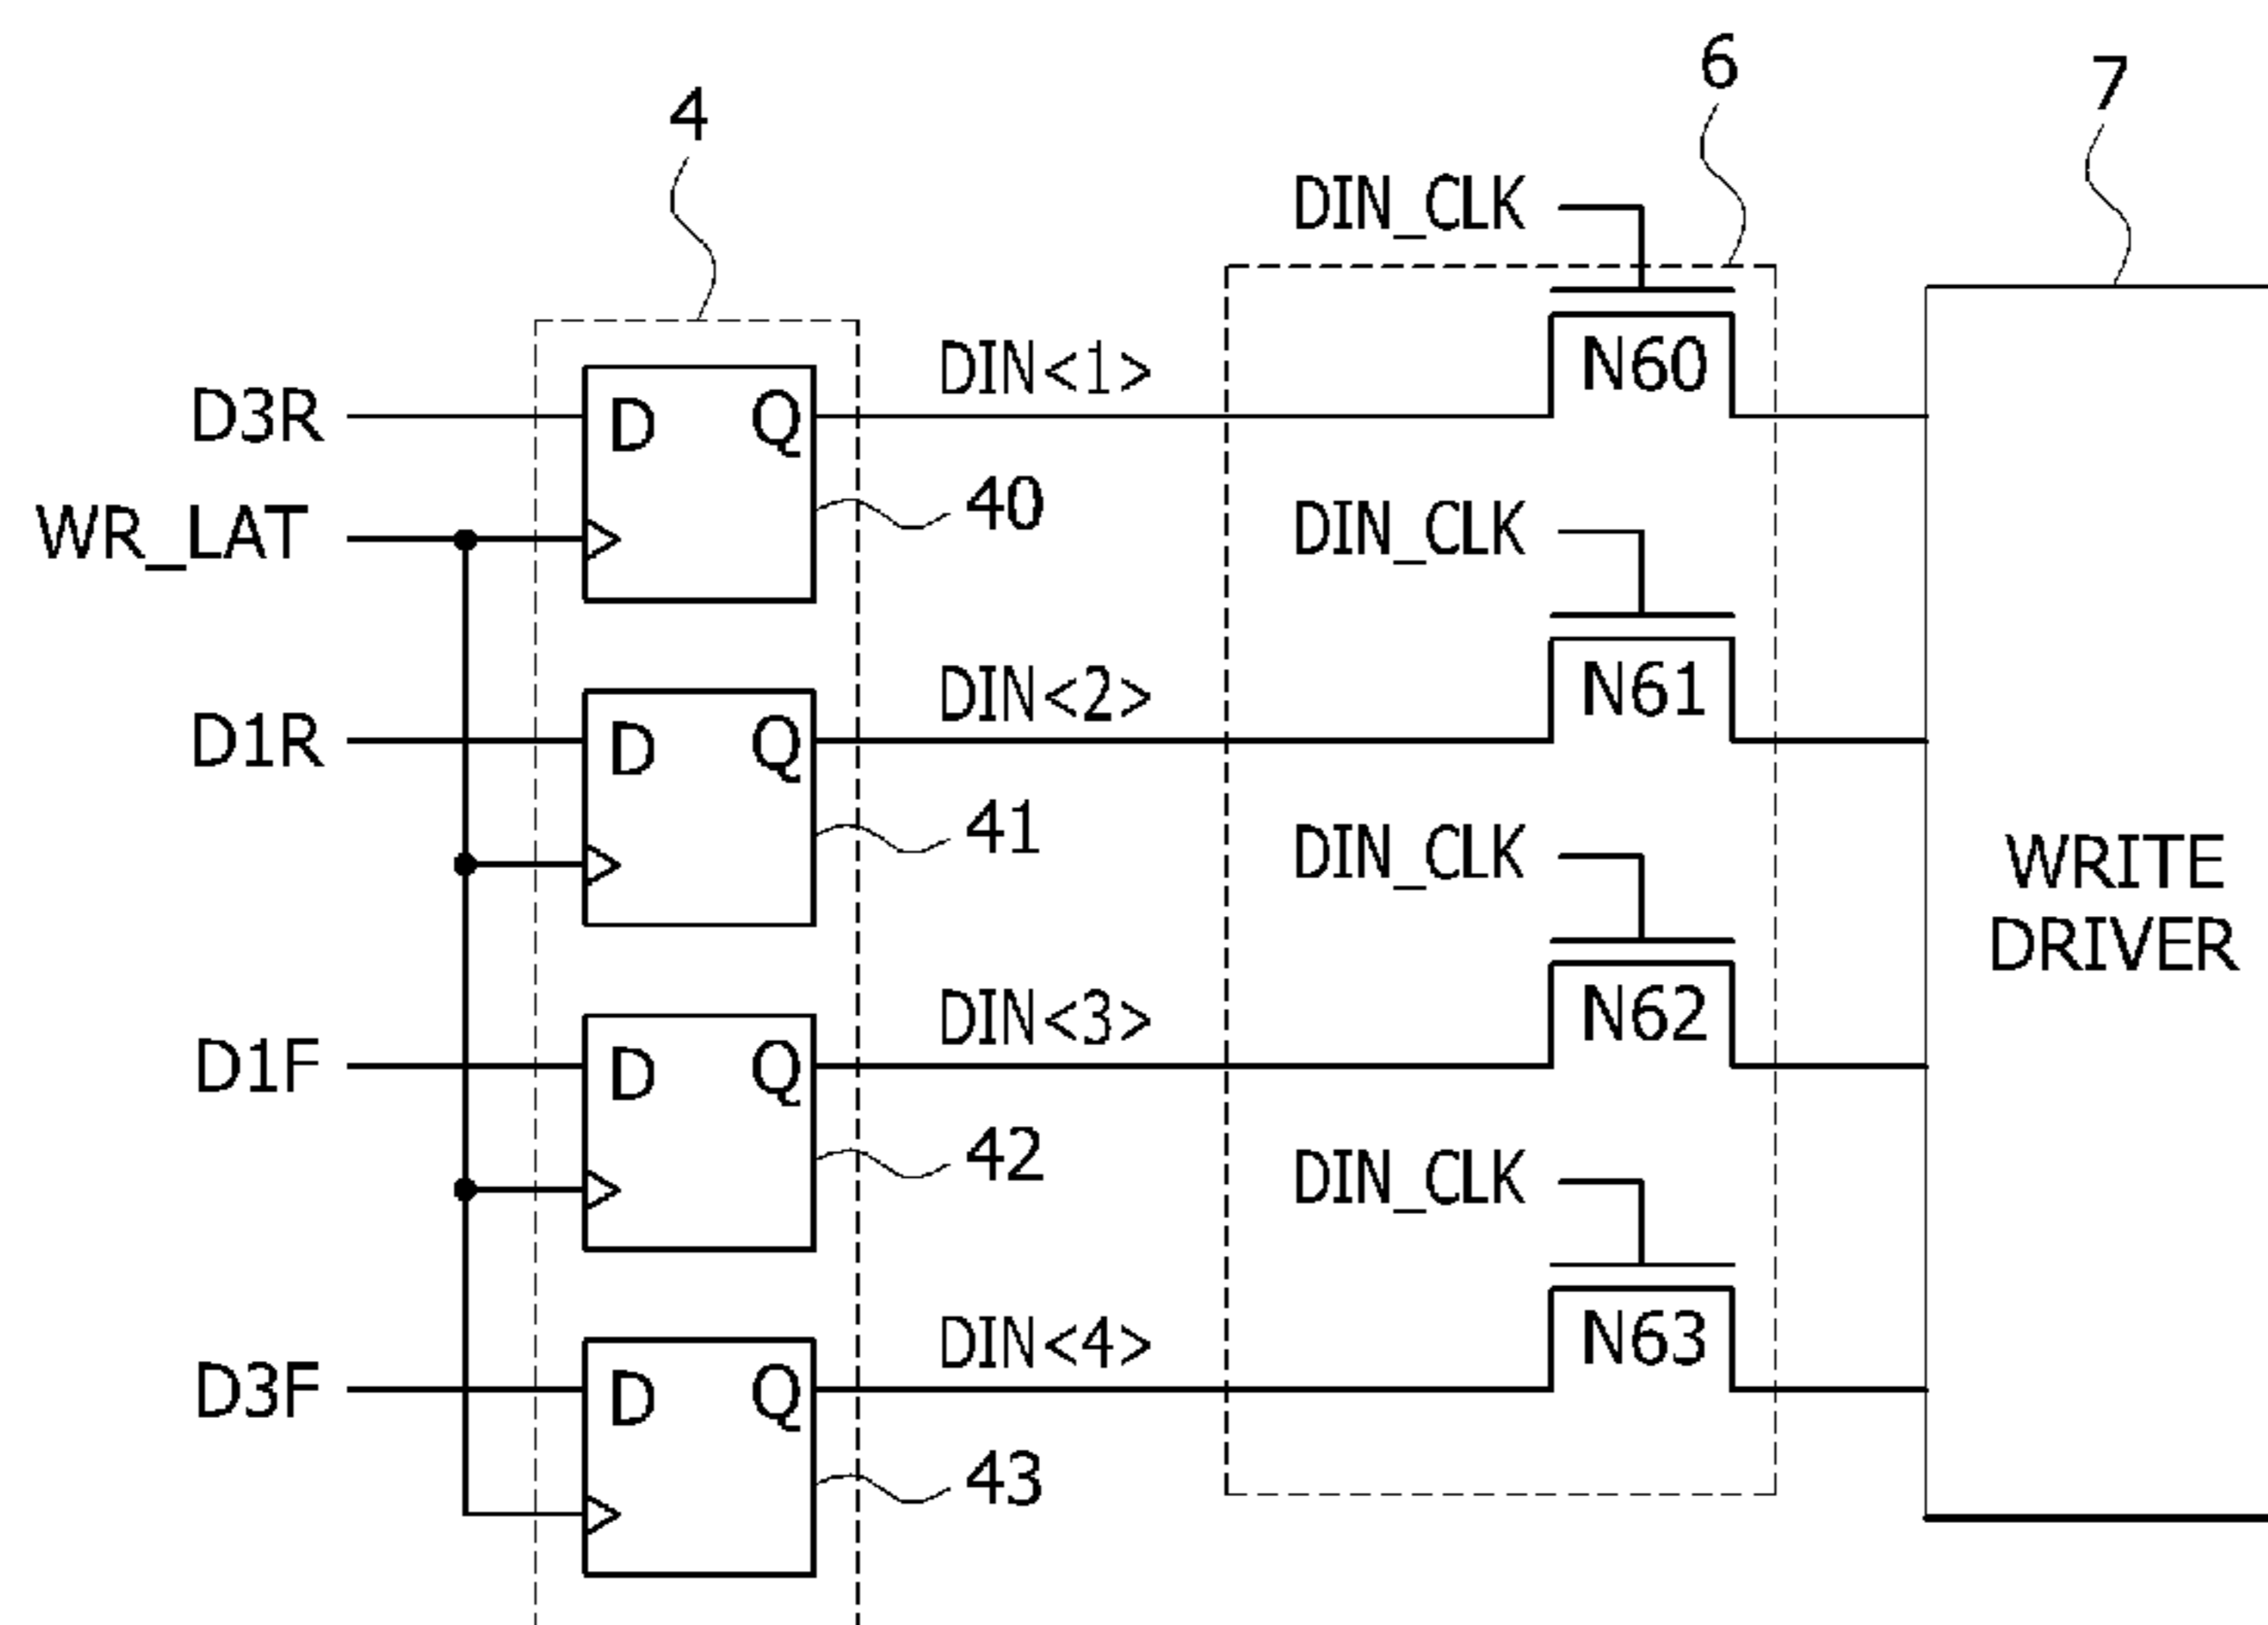 6
7
4
DIN_CLK
DIN<1>
N60
D3R
D
Q
40
WR_LAT
DIN_CLK
DIN<2>
N61
D1R
D
Q
41
DIN_CLK
WRITE
DRIVER
DIN<3>
N62
D1F
D
Q
42
DIN_CLK
DIN<4>
N63
D3F
D
Q
43